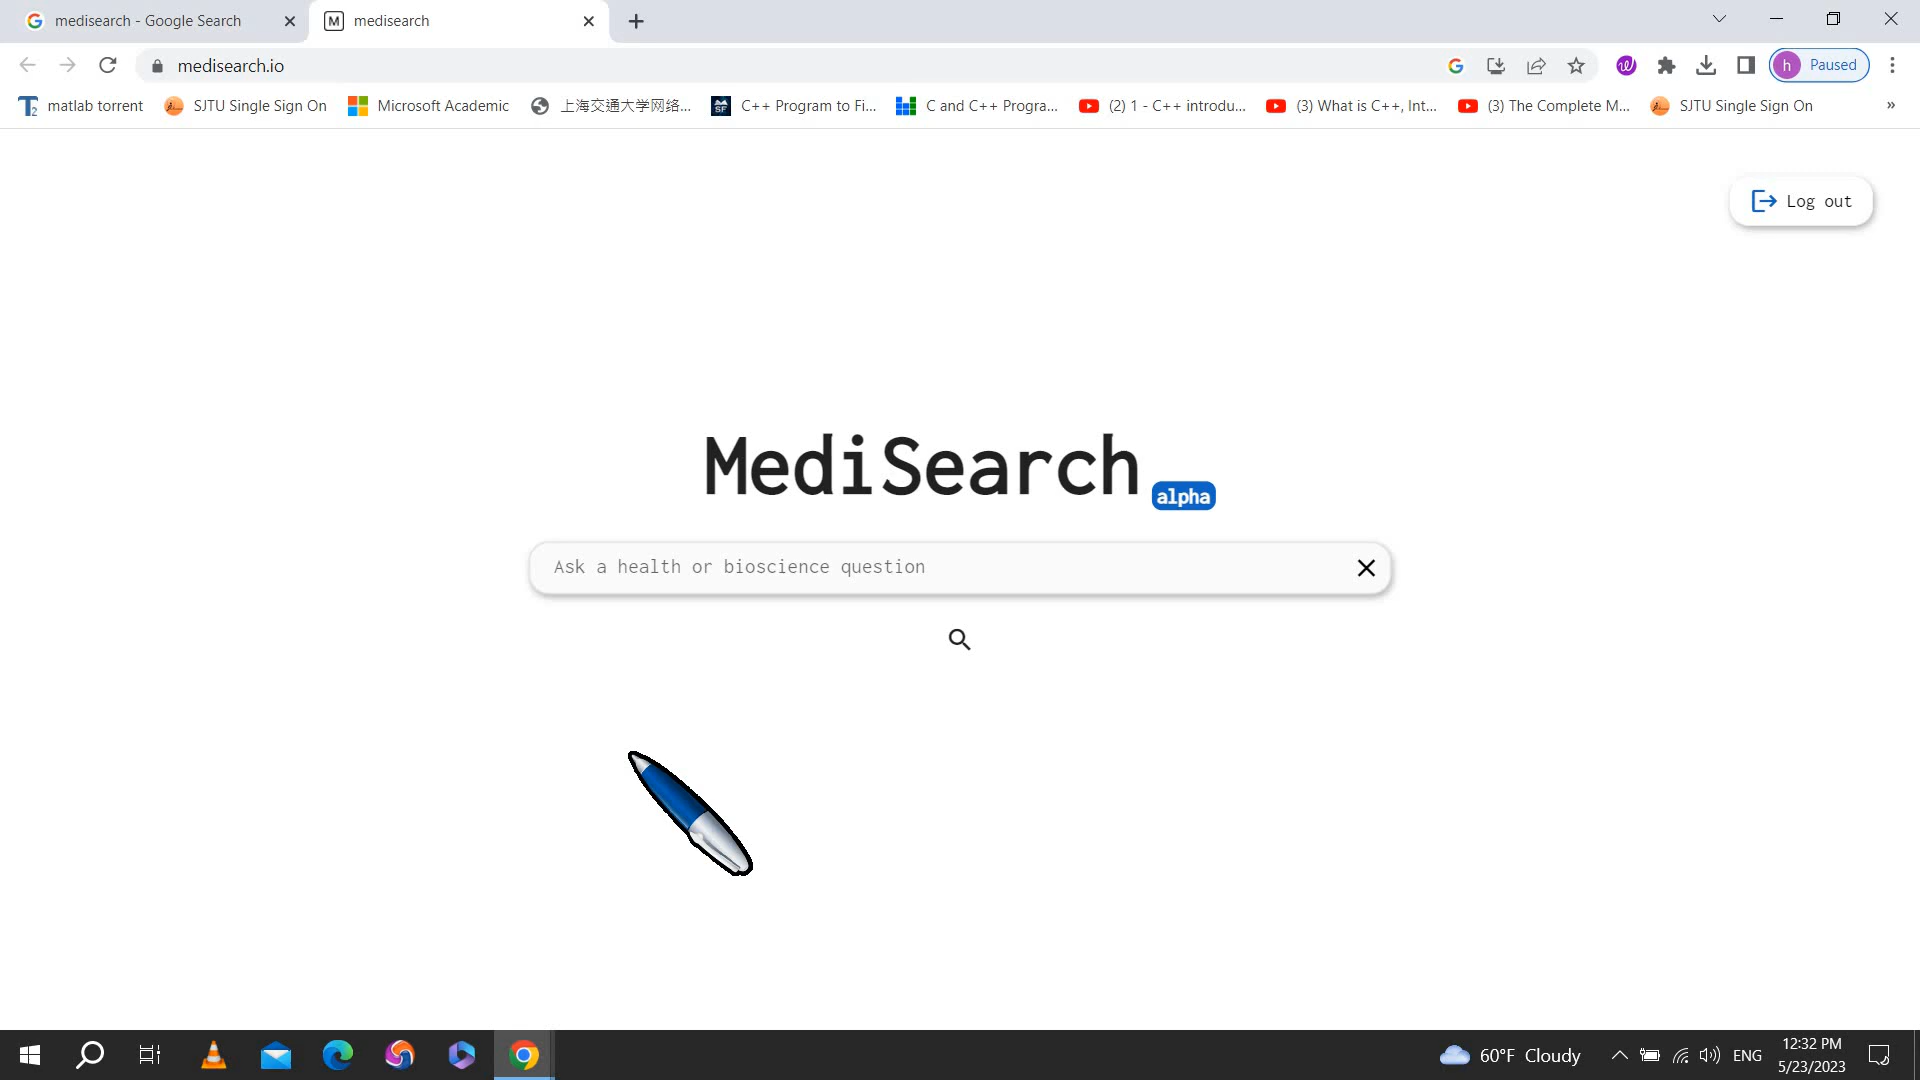 medisearch - Google Search
medisearch
medisearch.io
h Paused
matlab torrent
SJTU Single Sign On
Microsoft Academic
上海交通大学网络...
C++ Program to Fi...
C and C++ Progra...
(2) 1 - C++ introdu...
(3) What is C++, Int...
(3) The Complete M...
SJTU Single Sign On
»
Log out
MediSearch
alpha
Ask a health or bioscience question
60°F Cloudy
ENG
12:32 PM
5/23/2023